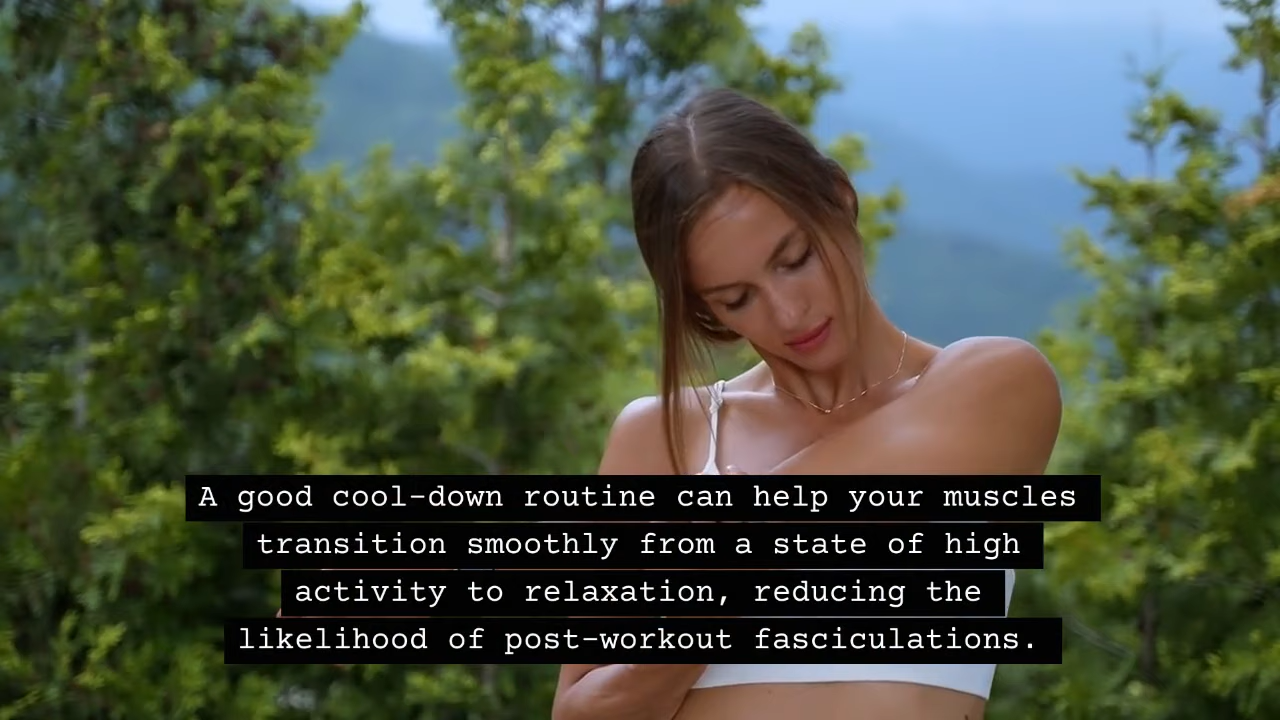 A good cool-down routine can help your muscles
transition smoothly from a state of high
activity to relaxation, reducing the
likelihood of post-workout fasciculations.